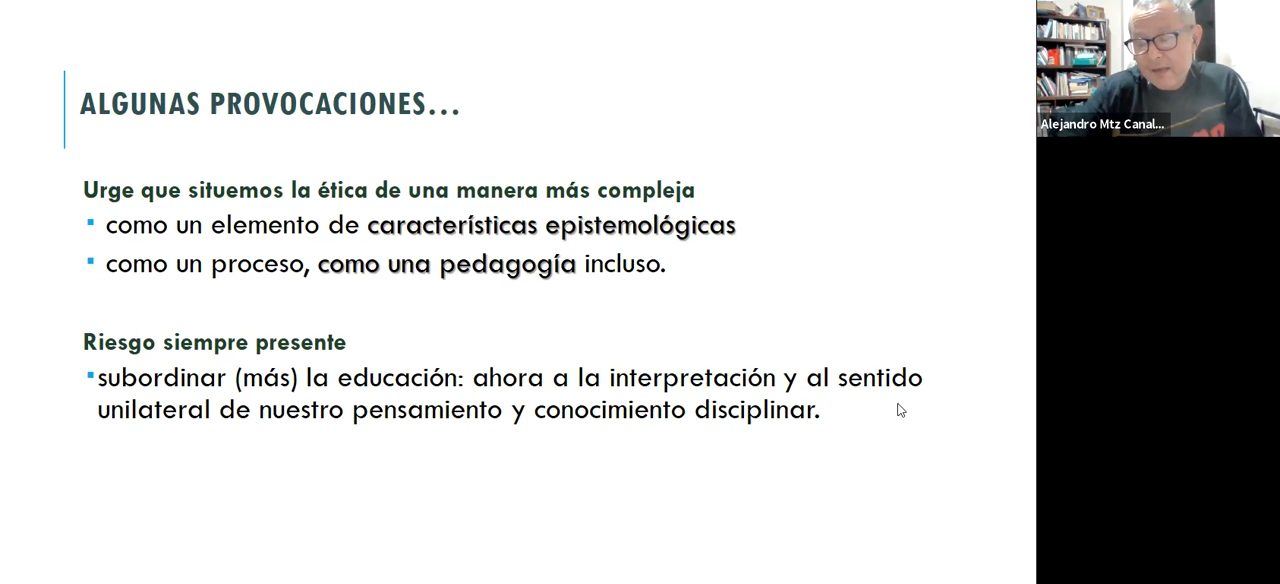 ALGUNAS PROVOCACIONES...
Urge que situemos la ética de una manera más compleja
▪ como un elemento de características epistemológicas
▪ como un proceso, como una pedagogía incluso.
Riesgo siempre presente
▪ subordinar (más) la educación: ahora a la interpretación y al sentido
unilateral de nuestro pensamiento y conocimiento disciplinar.
Alejandro Mtz Canal...